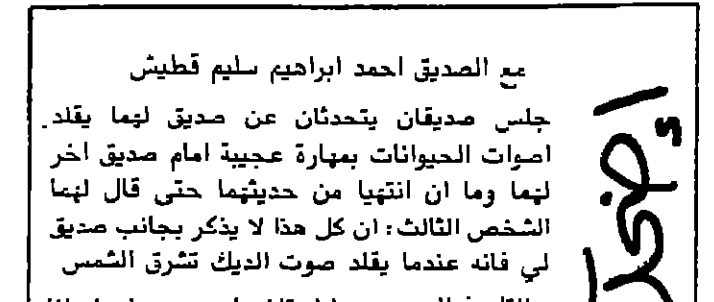 إضحك
مع الصديق احمد ابراهيم سليم قطيش
جلس صديقان يتحدثان عن صديق لهما يقلد
اصوات الحيوانات بمهارة عجيبة امام صديق اخر
لهما وما ان انتهيا من حديثهما حتى قال لهما
الشخص الثالث: ان كل هذا لا يذكر بجانب صديق
لي فانه عندما يقلد صوت الديك تشرق الشمس